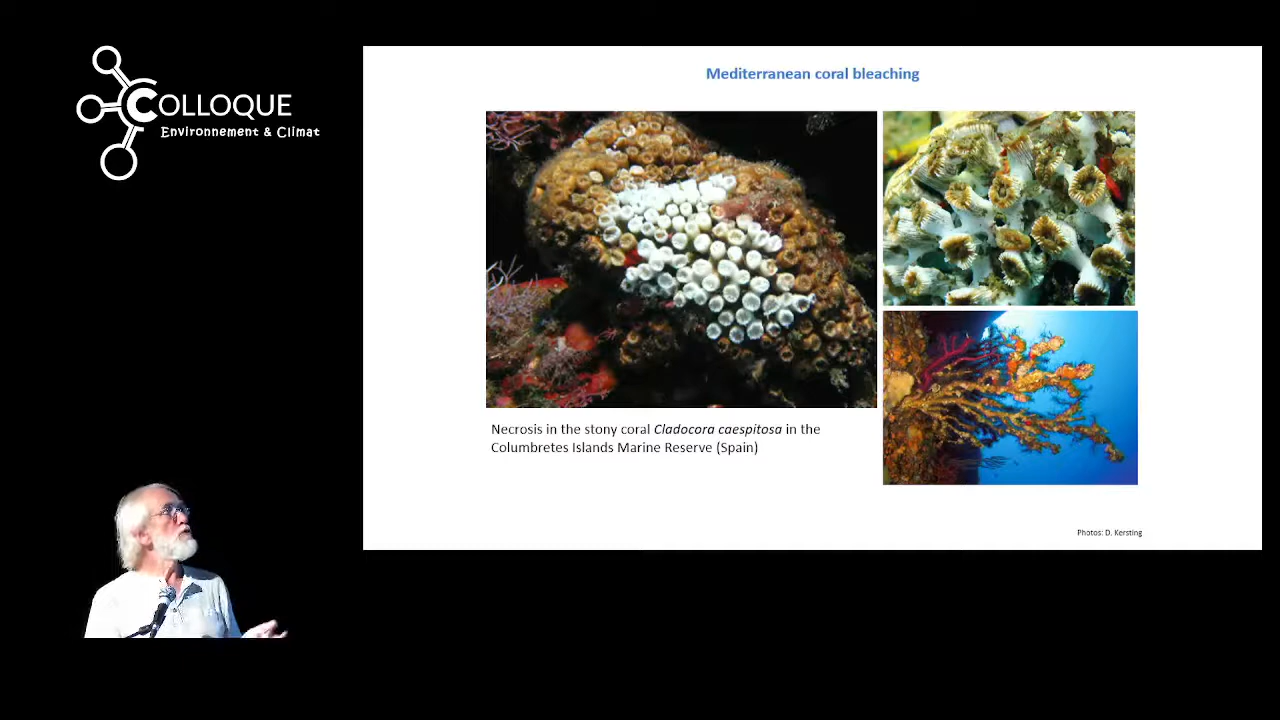 COLLOQUE
Environnement & Climat
Mediterranean coral bleaching
Necrosis in the stony coral Cladocora caespitosa in the
Columbretes Islands Marine Reserve (Spain)
Photos: D. Kersting